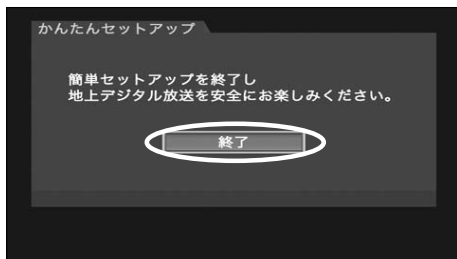 かんたんセットアップ
簡単セットアップを終了し
地上デジタル放送を安全にお楽しみください。
終了